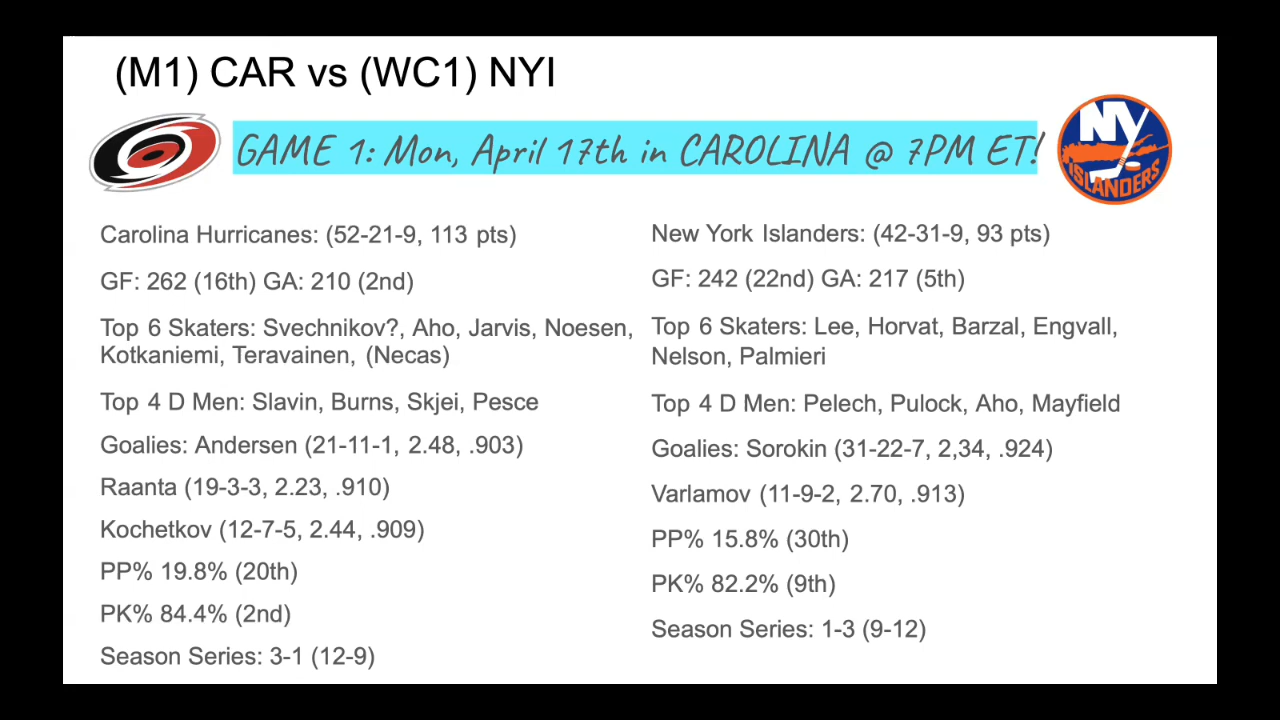 (M1) CAR vs (WC1) NYI
GAME 1: Mon, April 17th in CAROLINA @ 7PM ET!
NY
ISLANDERS
Carolina Hurricanes: (52-21-9, 113 pts)
GF: 262 (16th) GA: 210 (2nd)
Top 6 Skaters: Svechnikov?, Aho, Jarvis, Noesen,
Kotkaniemi, Teravainen, (Necas)
Top 4 D Men: Slavin, Burns, Skjei, Pesce
Goalies: Andersen (21-11-1, 2.48, .903)
Raanta (19-3-3, 2.23, .910)
Kochetkov (12-7-5, 2.44, .909)
PP% 19.8% (20th)
PK% 84.4% (2nd)
Season Series: 3-1 (12-9)
New York Islanders: (42-31-9, 93 pts)
GF: 242 (22nd) GA: 217 (5th)
Top 6 Skaters: Lee, Horvat, Barzal, Engvall,
Nelson, Palmieri
Top 4 D Men: Pelech, Pulock, Aho, Mayfield
Goalies: Sorokin (31-22-7, 2,34, .924)
Varlamov (11-9-2, 2.70, .913)
PP% 15.8% (30th)
PK% 82.2% (9th)
Season Series: 1-3 (9-12)